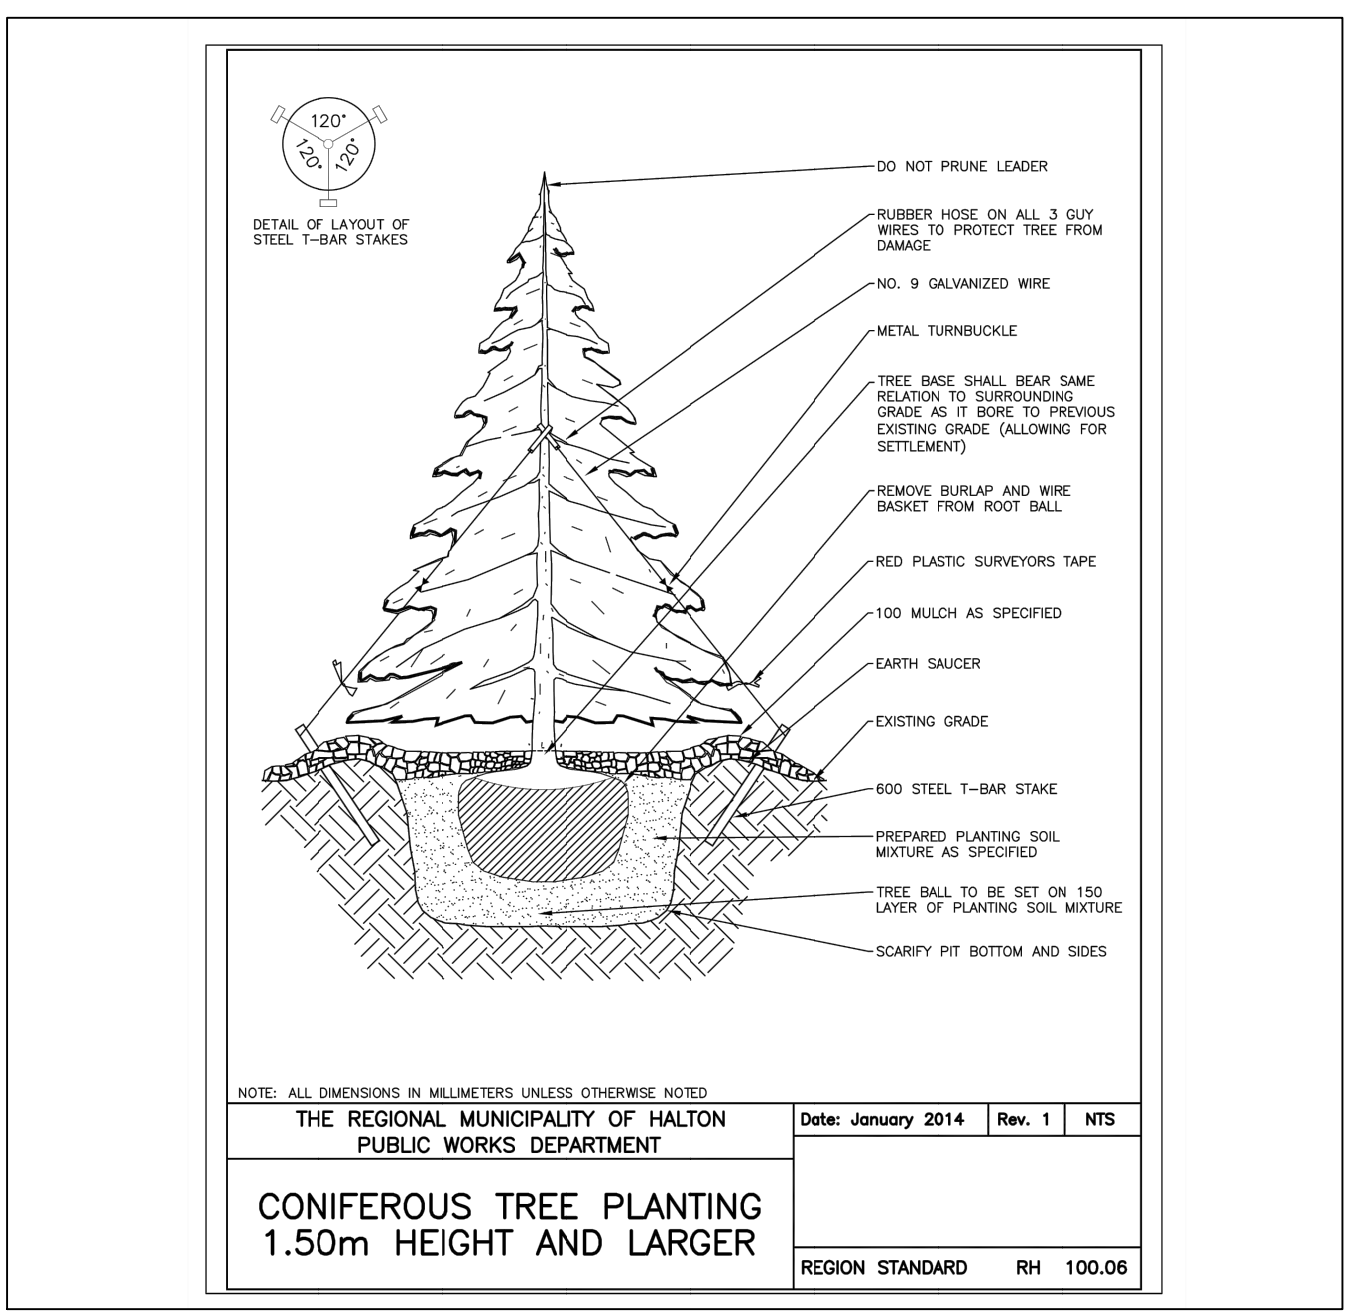 120°
120°
120°
DETAIL OF LAYOUT OF
STEEL T-BAR STAKES
DO NOT PRUNE LEADER
RUBBER HOSE ON ALL 3 GUY
WIRES TO PROTECT TREE FROM
DAMAGE
NO. 9 GALVANIZED WIRE
METAL TURNBUCKLE
TREE BASE SHALL BEAR SAME
RELATION TO SURROUNDING
GRADE AS IT BORE TO PREVIOUS
EXISTING GRADE (ALLOWING FOR
SETTLEMENT)
REMOVE BURLAP AND WIRE
BASKET FROM ROOT BALL
RED PLASTIC SURVEYORS TAPE
100 MULCH AS SPECIFIED
EARTH SAUCER
EXISTING GRADE
600 STEEL T-BAR STAKE
PREPARED PLANTING SOIL
MIXTURE AS SPECIFIED
TREE BALL TO BE SET ON 150
LAYER OF PLANTING SOIL MIXTURE
SCARIFY PIT BOTTOM AND SIDES
NOTE: ALL DIMENSIONS IN MILLIMETERS UNLESS OTHERWISE NOTED
THE REGIONAL MUNICIPALITY OF HALTON
PUBLIC WORKS DEPARTMENT
Date: January 2014
Rev. 1
NTS
CONIFEROUS TREE PLANTING
1.50m HEIGHT AND LARGER
REGION STANDARD RH 100.06